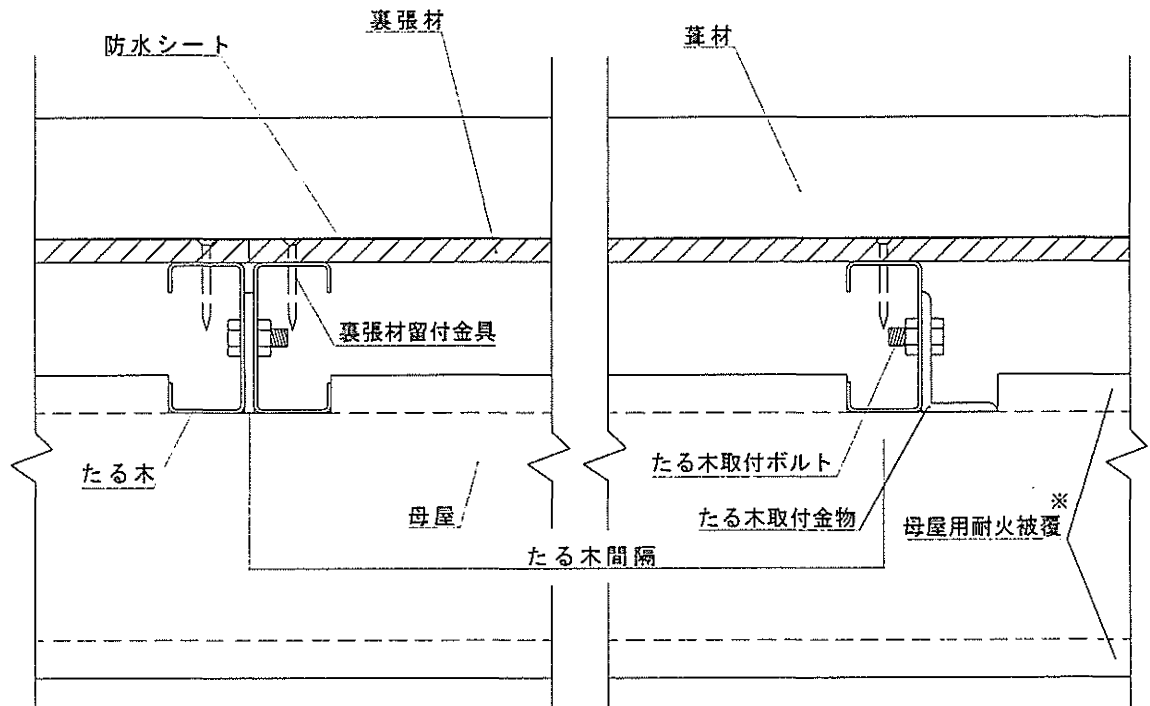 裏張材
防水シート
葺材
裏張材留付金具
たる木
母屋
たる木取付ボルト
たる木取付金物
※
母屋用耐火被覆
たる木間隔